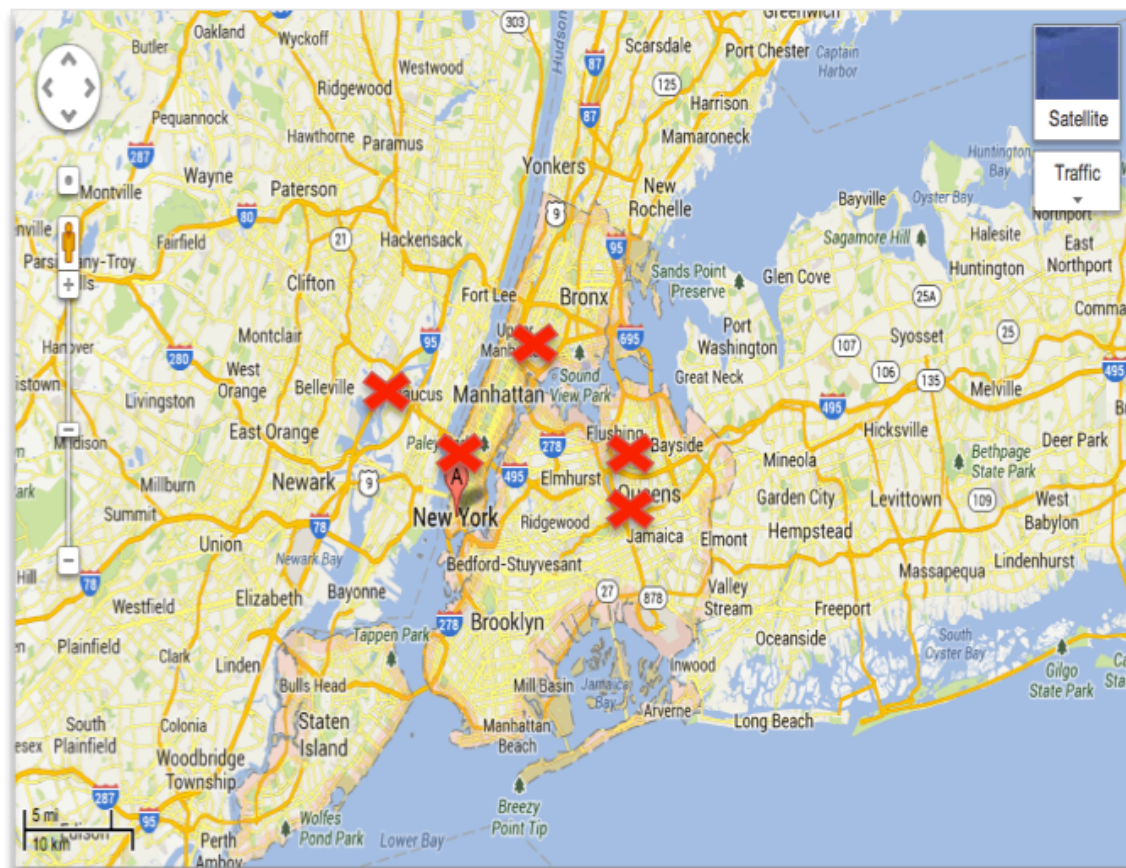 Greenwich
Oakland
Butler
Wyckoff
303
Hudson
87
Scarsdale
Port Chester
Captain
Harbor
Westwood
Ridgewood
125
Harrison
Satellite
Pequannock
Hawthorne
Paramus
87
Mamaroneck
287
Yonkers
Huntington
Bay
Montville
Wayne
Paterson
New
Rochelle
Traffic
Bayville
Oyster Bay
Northport
80
9
Fairfield
21
Hackensack
95
Sagamore Hill
Halesite
East
Northport
Clifton
Sands Point
Preserve
Glen Cove
Huntington
Fort Lee
Bronx
25A
Montclair
95
695
Port
Washington
107
Syosset
25
280
West
Orange
Belleville
Manhattan
Sound
View Park
Great Neck
106
135
Melville
495
Livingston
495
East Orange
278
Flushing
Bayside
Hicksville
Deer Park
Madison
A
Newark
9
495
Elmhurst
Mineola
Bethpage
State Park
Millburn
Queens
Garden City
Levittown
109
West
Babylon
Summit
New York
Ridgewood
Jamaica
Elmont
Hempstead
78
Union
Newark
Bay
Bedford-Stuyvesant
Lindenhurst
Hill
78
Elizabeth
Bayonne
27
878
Valley
Stream
Massapequa
Westfield
Freeport
Plainfield
Tappen Park
278
Brooklyn
Oceanside
South
Oyster Bay
Clark
Linden
Inwood
Gilgo
State Park
Bulls Head
Mill Basin
Jamaica
Bay
Arverne
Long Beach
South
Plainfield
Colonia
Staten
Island
Manhattan
Beach
Woodbridge
Township
287
5 mi
10 km
95
Edison
Perth
Amboy
Wolfes
Pond Park
Lower Bay
Breezy
Point Tip